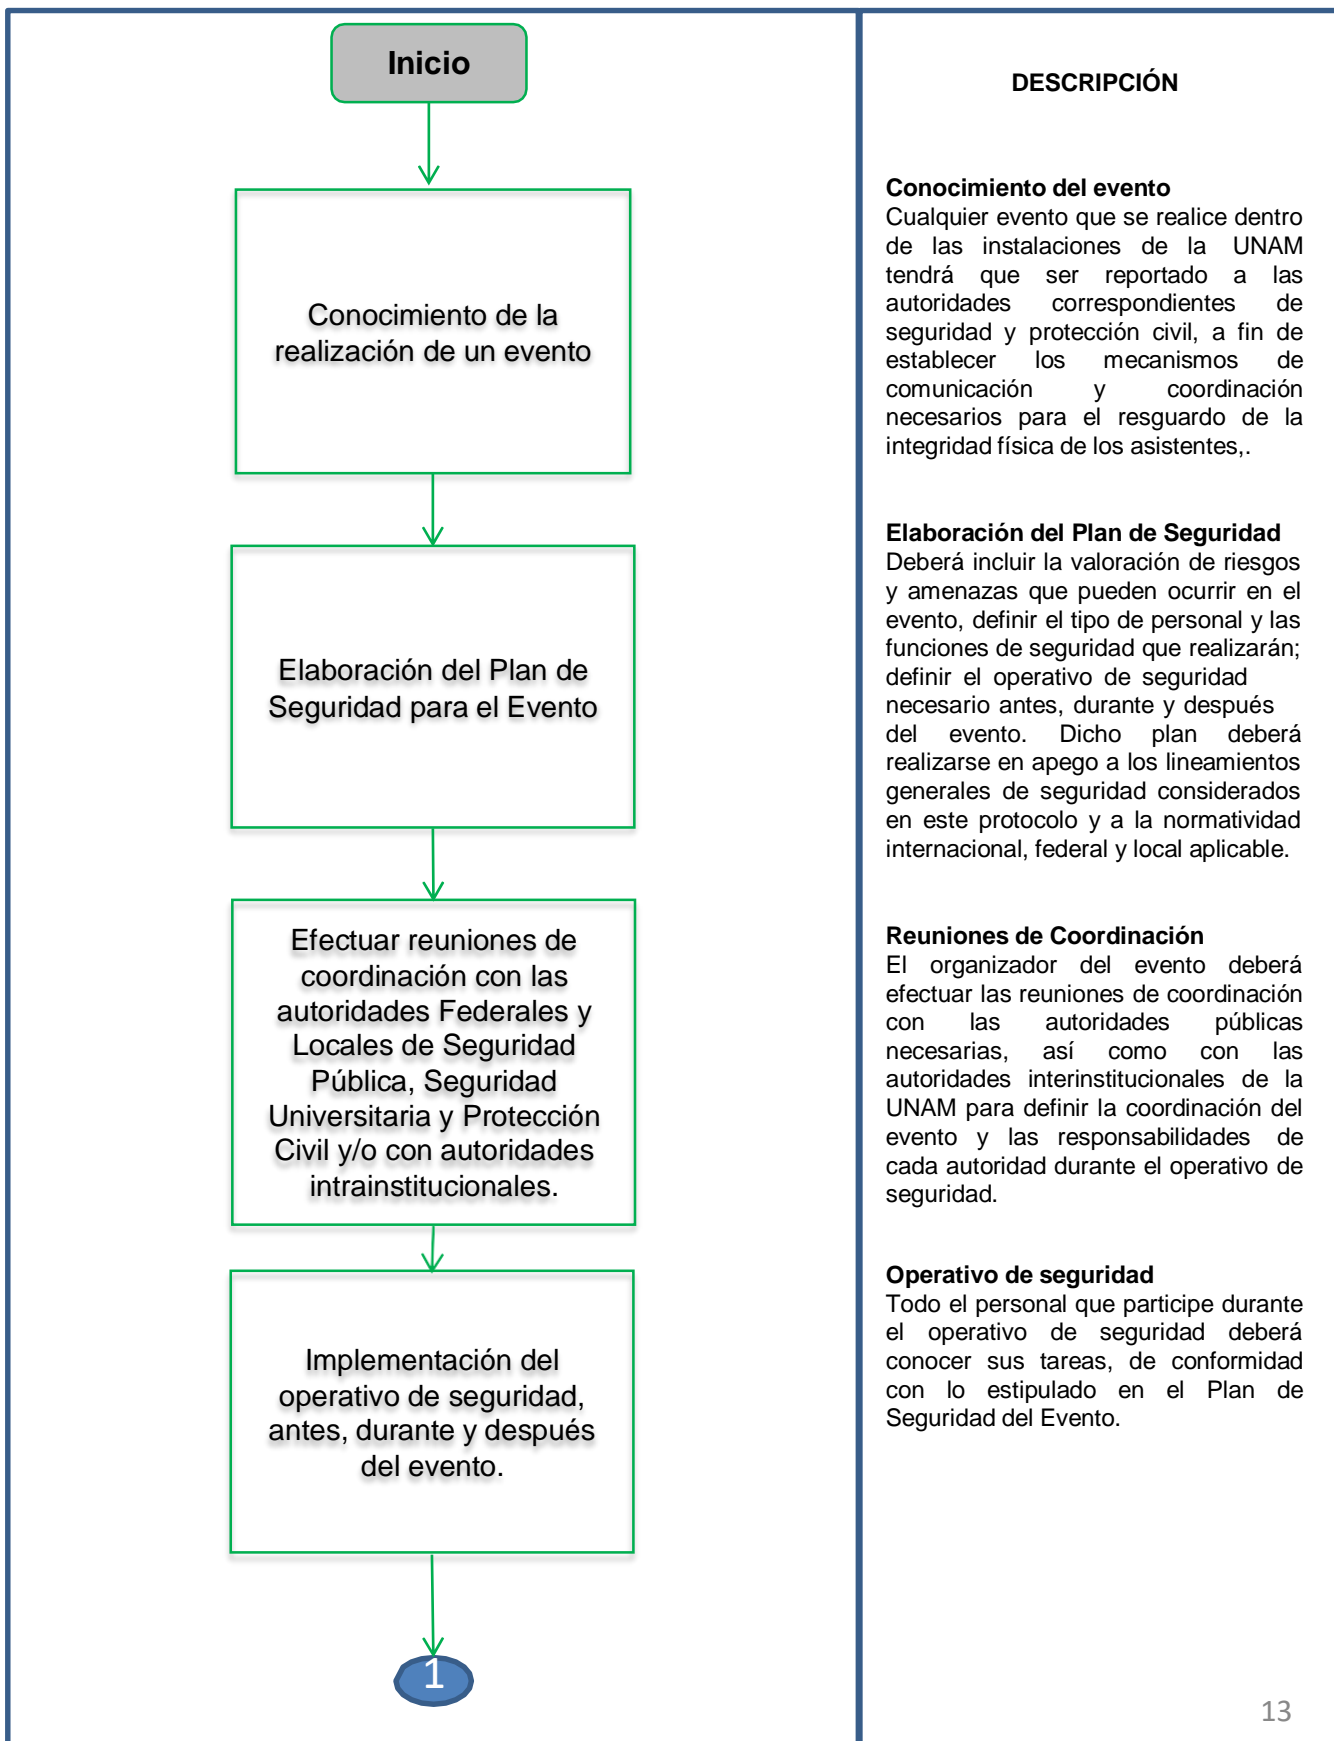 Inicio
Conocimiento de la
realización de un evento
Elaboración del Plan de
Seguridad para el Evento
Efectuar reuniones de
coordinación con las
autoridades Federales y
Locales de Seguridad
Pública, Seguridad
Universitaria y Protección
Civil y/o con autoridades
intrainstitucionales.
Implementación del
operativo de seguridad,
antes, durante y después
del evento.
1
DESCRIPCIÓN
Conocimiento del evento
Cualquier evento que se realice dentro
de las instalaciones de la UNAM
tendrá que ser reportado a las
autoridades correspondientes de
seguridad y protección civil, a fin de
establecer los mecanismos de
comunicación y coordinación
necesarios para el resguardo de la
integridad física de los asistentes,.
Elaboración del Plan de Seguridad
Deberá incluir la valoración de riesgos
y amenazas que pueden ocurrir en el
evento, definir el tipo de personal y las
funciones de seguridad que realizarán;
definir el operativo de seguridad
necesario antes, durante y después
del evento. Dicho plan deberá
realizarse en apego a los lineamientos
generales de seguridad considerados
en este protocolo y a la normatividad
internacional, federal y local aplicable.
Reuniones de Coordinación
El organizador del evento deberá
efectuar las reuniones de coordinación
con las autoridades públicas
necesarias, así como con las
autoridades interinstitucionales de la
UNAM para definir la coordinación del
evento y las responsabilidades de
cada autoridad durante el operativo de
seguridad.
Operativo de seguridad
Todo el personal que participe durante
el operativo de seguridad deberá
conocer sus tareas, de conformidad
con lo estipulado en el Plan de
Seguridad del Evento.
13